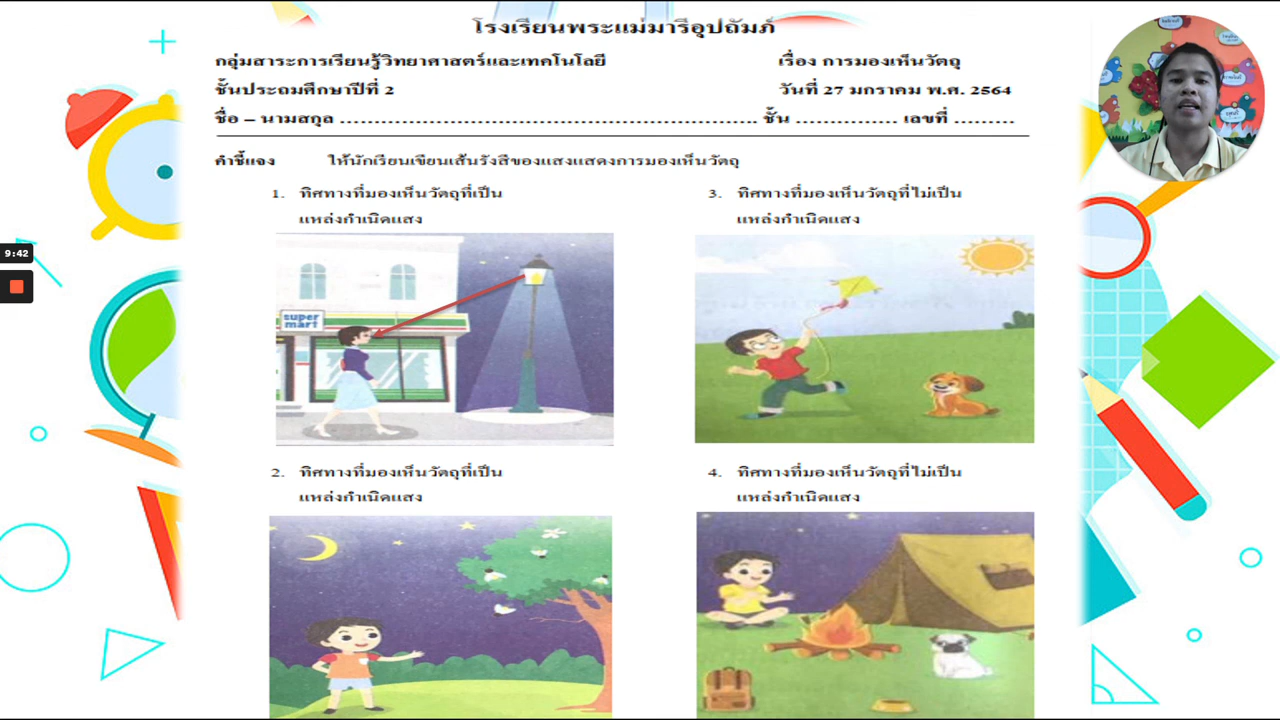 โรงเรียนพระแม่มารีอุปถัมภ์
กลุ่มสาระการเรียนรู้วิทยาศาสตร์และเทคโนโลยี
เรื่อง การมองเห็นวัตถุ
ชั้นประถมศึกษาปีที่ 2
วันที่ 27 มกราคม พ.ศ. 2564
ชื่อ – นามสกุล ........................................................................... ชั้น ................... เลขที่ ...........
คำชี้แจง ให้นักเรียนเขียนเส้นรังสีของแสงแสดงการมองเห็นวัตถุ
1. ทิศทางที่มองเห็นวัตถุที่เป็น
แหล่งกำเนิดแสง
super
mart
3. ทิศทางที่มองเห็นวัตถุที่ไม่เป็น
แหล่งกำเนิดแสง
2. ทิศทางที่มองเห็นวัตถุที่เป็น
แหล่งกำเนิดแสง
4. ทิศทางที่มองเห็นวัตถุที่ไม่เป็น
แหล่งกำเนิดแสง
9:42